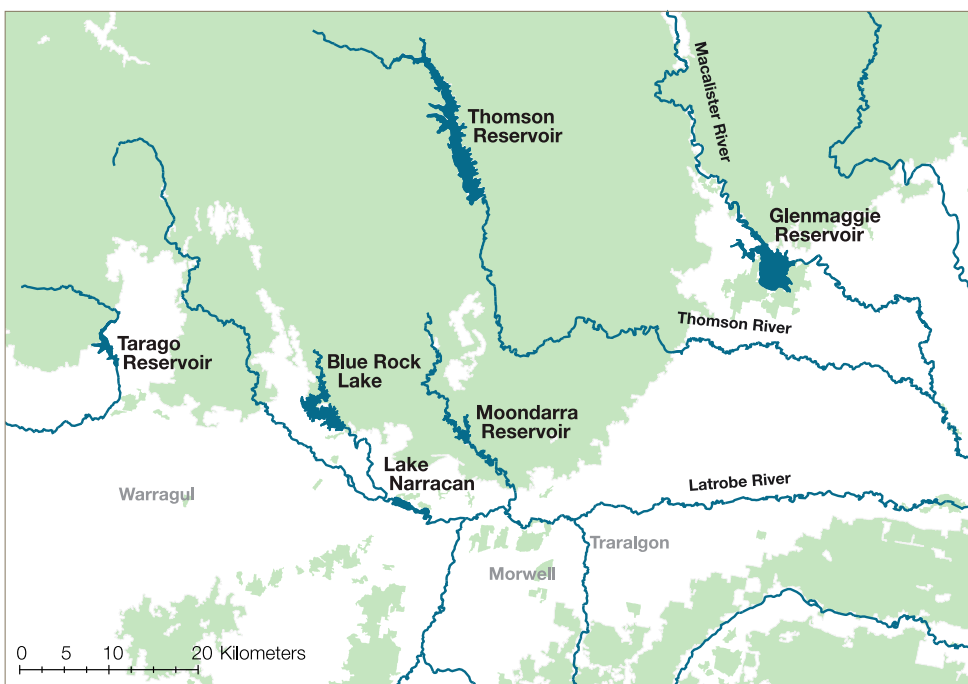 Macalister River
Thomson
Reservoir
Glenmaggie
Reservoir
Thomson River
Tarago
Reservoir
Blue Rock
Lake
Moondarra
Reservoir
Lake
Narracan
Latrobe River
Warragul
Traralgon
Morwell
0 5 10 20 Kilometers